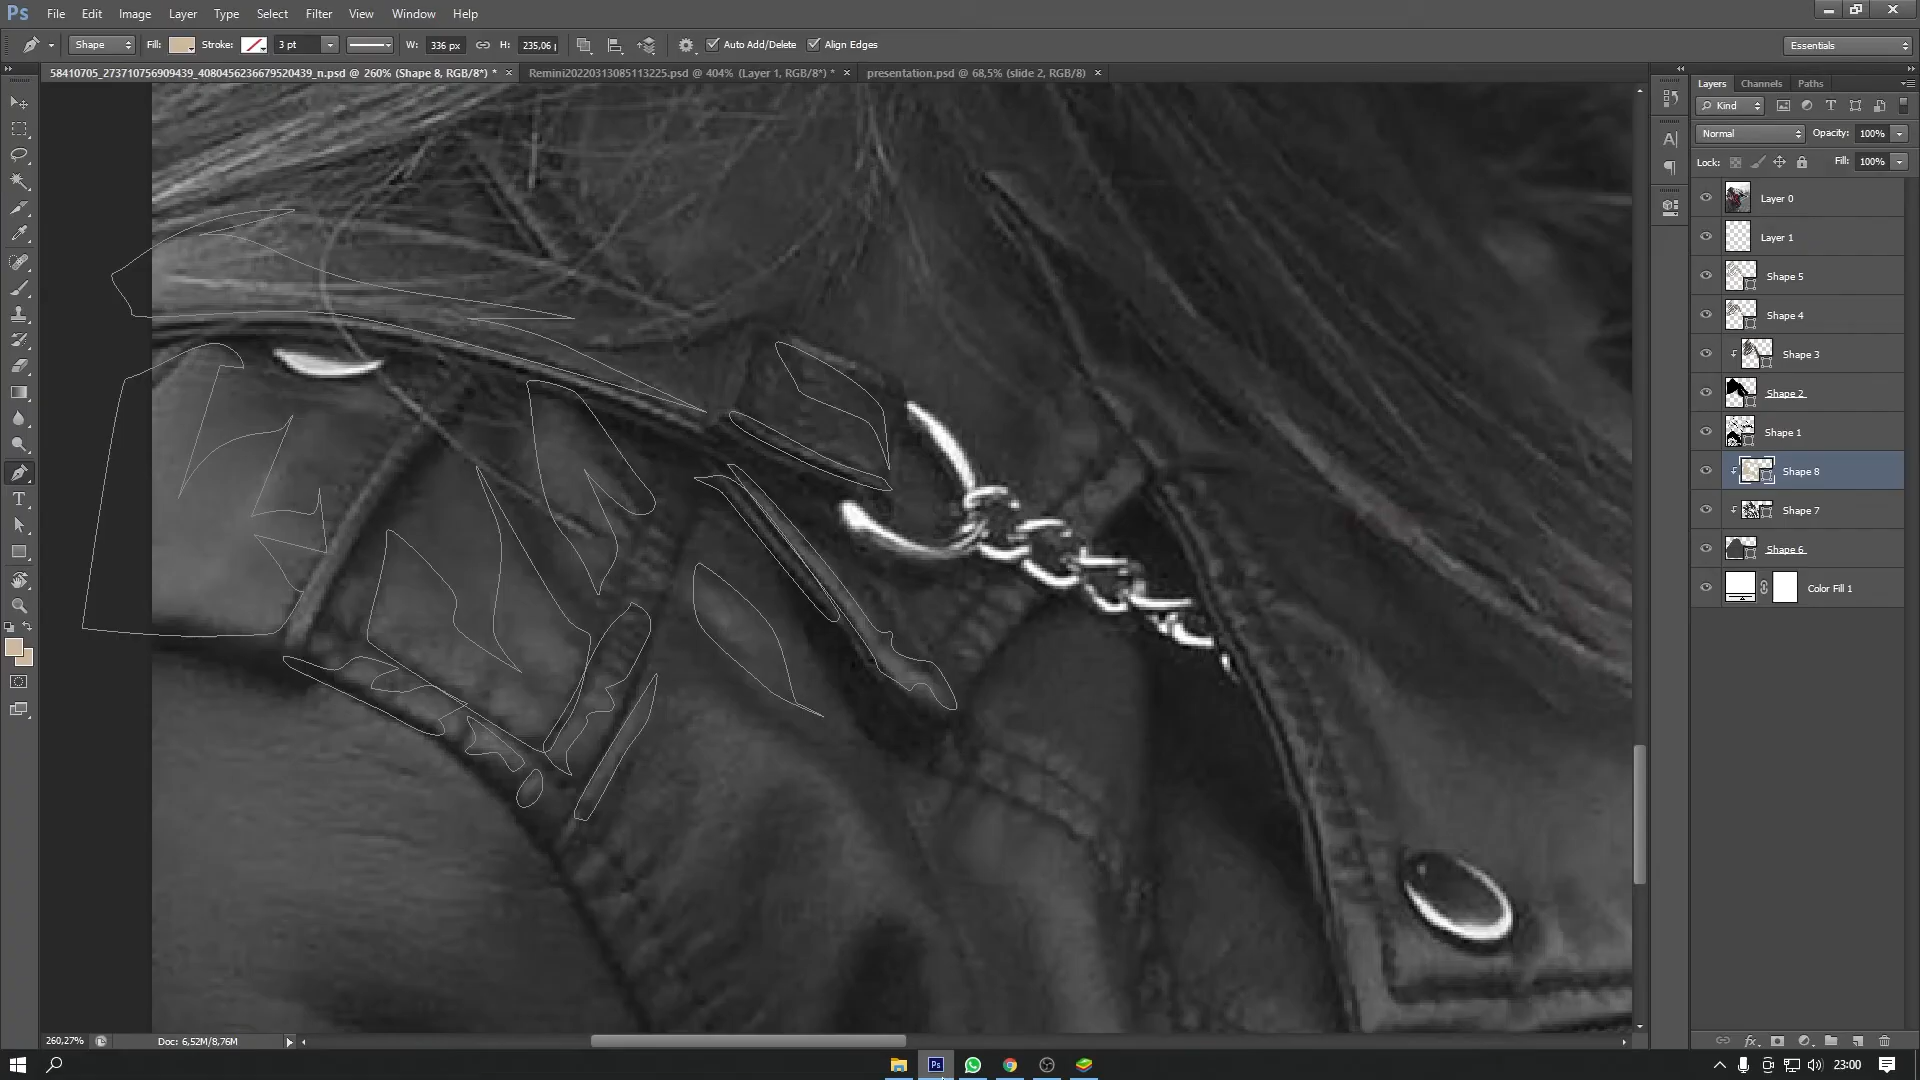 Ps File Edit Image Layer Type Select Filter View Window Help
Shape Fill: Stroke: 3 pt W: 336 px H: 235,06 Auto Add/Delete Align Edges Essentials
58410705_273710756909439_4080456236679520439_n.psd @ 260% (Shape 8, RGB/8*) * Remini20220313085113225.psd @ 404% (Layer 1, RGB/8*) * presentation.psd @ 68,5% (slide 2, RGB/8)
Layers Channels Paths
Kind
Normal Opacity: 100%
Lock: Fill: 100%
Layer 0
Layer 1
Shape 5
Shape 4
Shape 3
Shape 2
Shape 1
Shape 8
Shape 7
Shape 6
Color Fill 1
260,27% Doc: 6,52M/8,76M
Ps 23:00